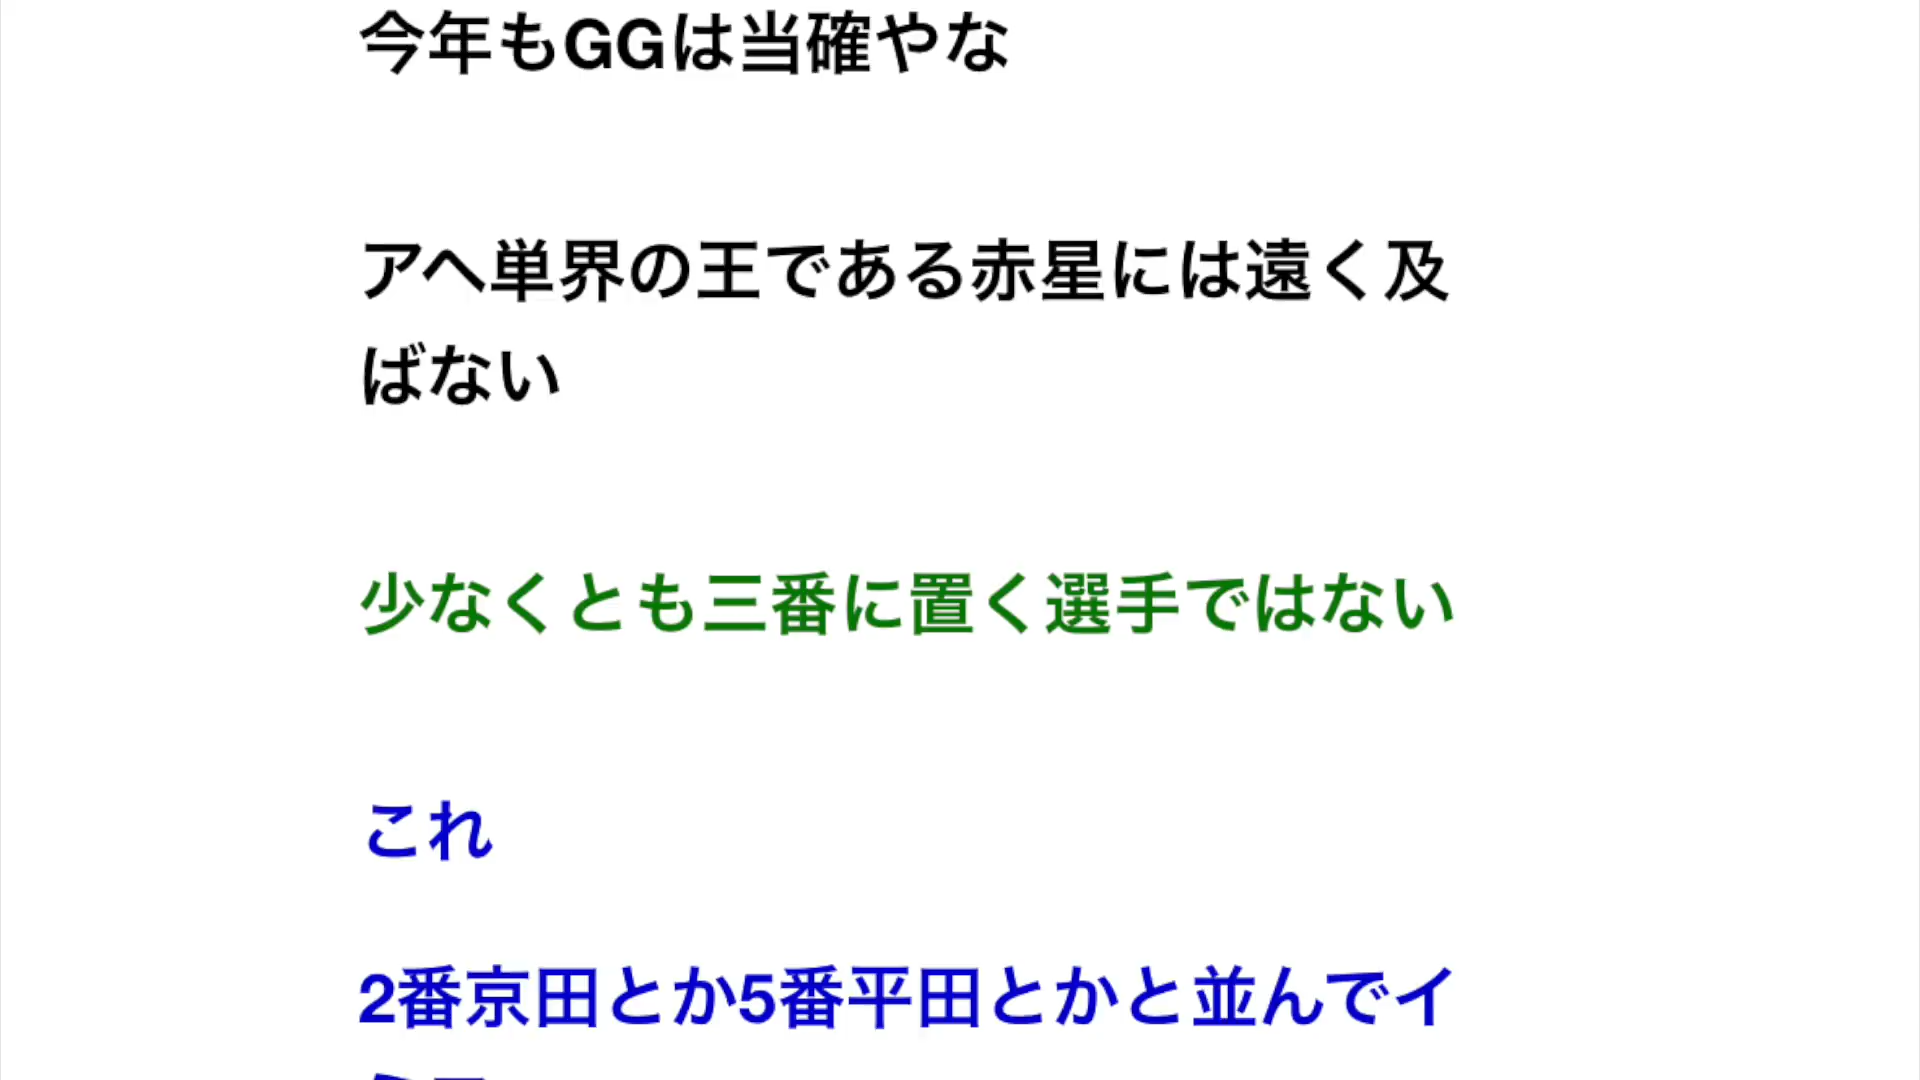 今年もGGは当確やな
アヘ単界の王である赤星には遠く及
ばない
少なくとも三番に置く選手ではない
これ
2番京田とか5番平田とかと並んでイ